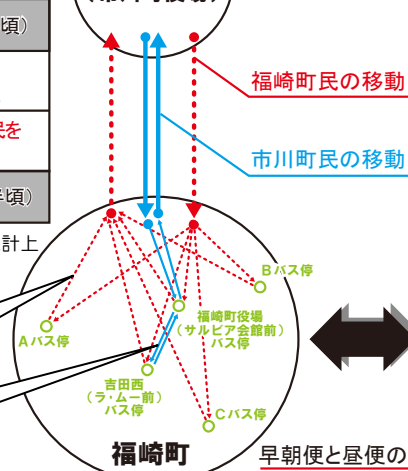 頃)
民を
頃)
計上
福崎町民の移動
市川町民の移動
Bバス停
福崎町役場
(サルビア会館前)
バス停
Aバス停
吉田西
(ラ・ムー前)
バス停
Cバス停
福崎町
早朝便と昼便の